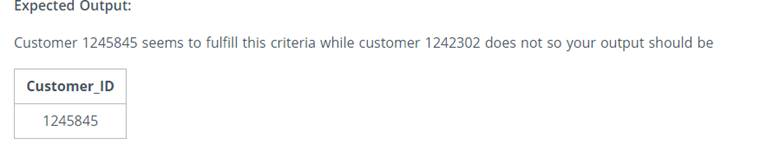 Expected Output:
Customer 1245845 seems to fulfill this criteria while customer 1242302 does not so your output should be
Customer_ID
1245845